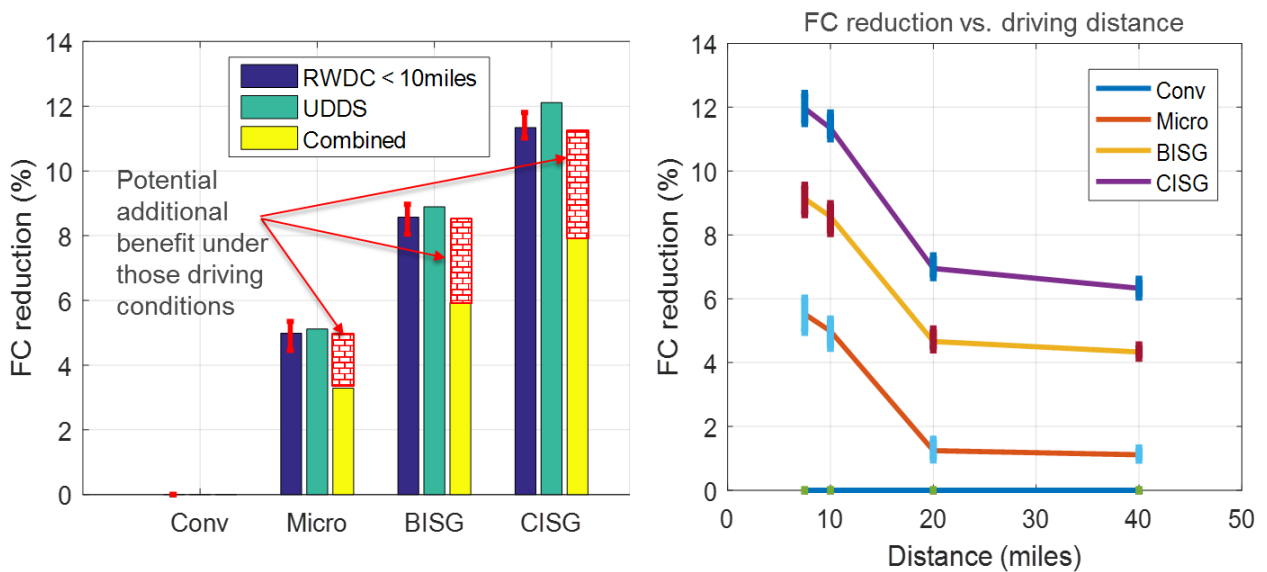 FC reduction (%)
14
12
10
8
6
4
2
0
RWDC < 10miles
UDDS
Combined
Potential
additional
benefit under
those driving
conditions
Conv Micro BISG CISG
FC reduction vs. driving distance
FC reduction (%)
14
12
10
8
6
4
2
0
Conv
Micro
BISG
CISG
0 10 20 30 40 50
Distance (miles)